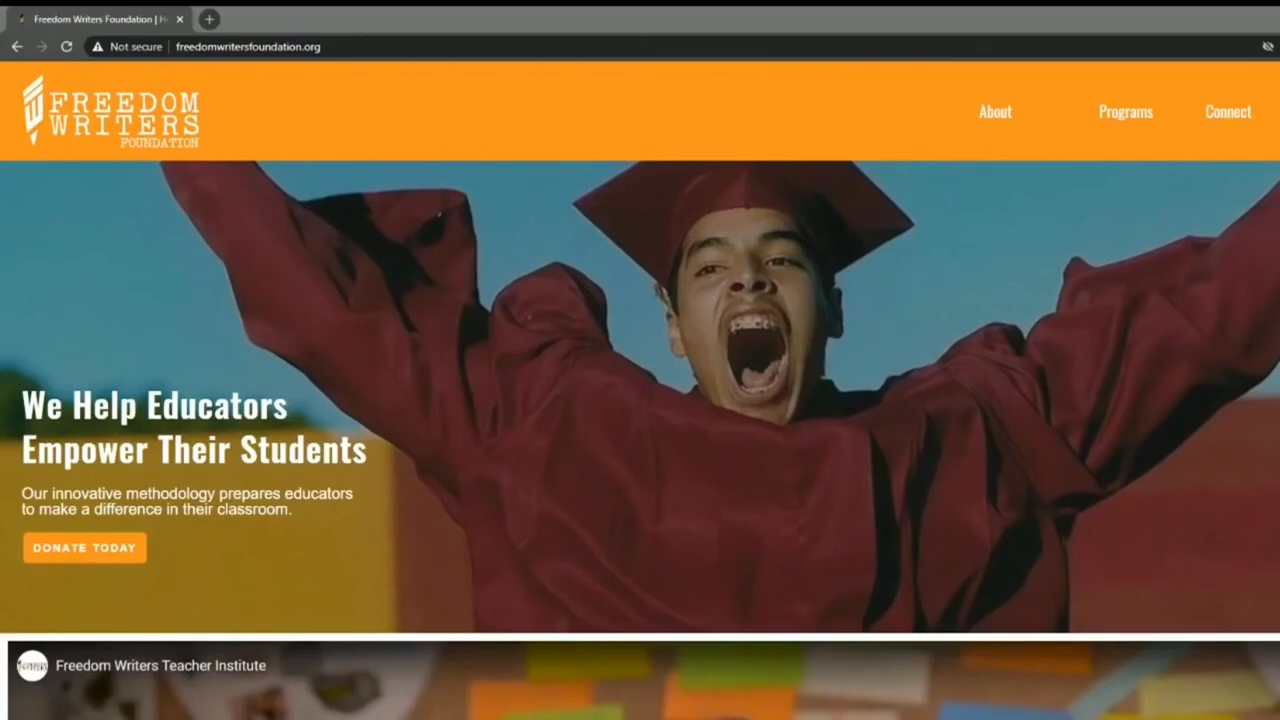 Freedom Writers Foundation | H
Not secure
freedomwritersfoundation.org
FREEDOM
WRITERS
FOUNDATION
About
Programs
Connect
We Help Educators
Empower Their Students
Our innovative methodology prepares educators
to make a difference in their classroom.
DONATE TODAY
Freedom Writers Teacher Institute